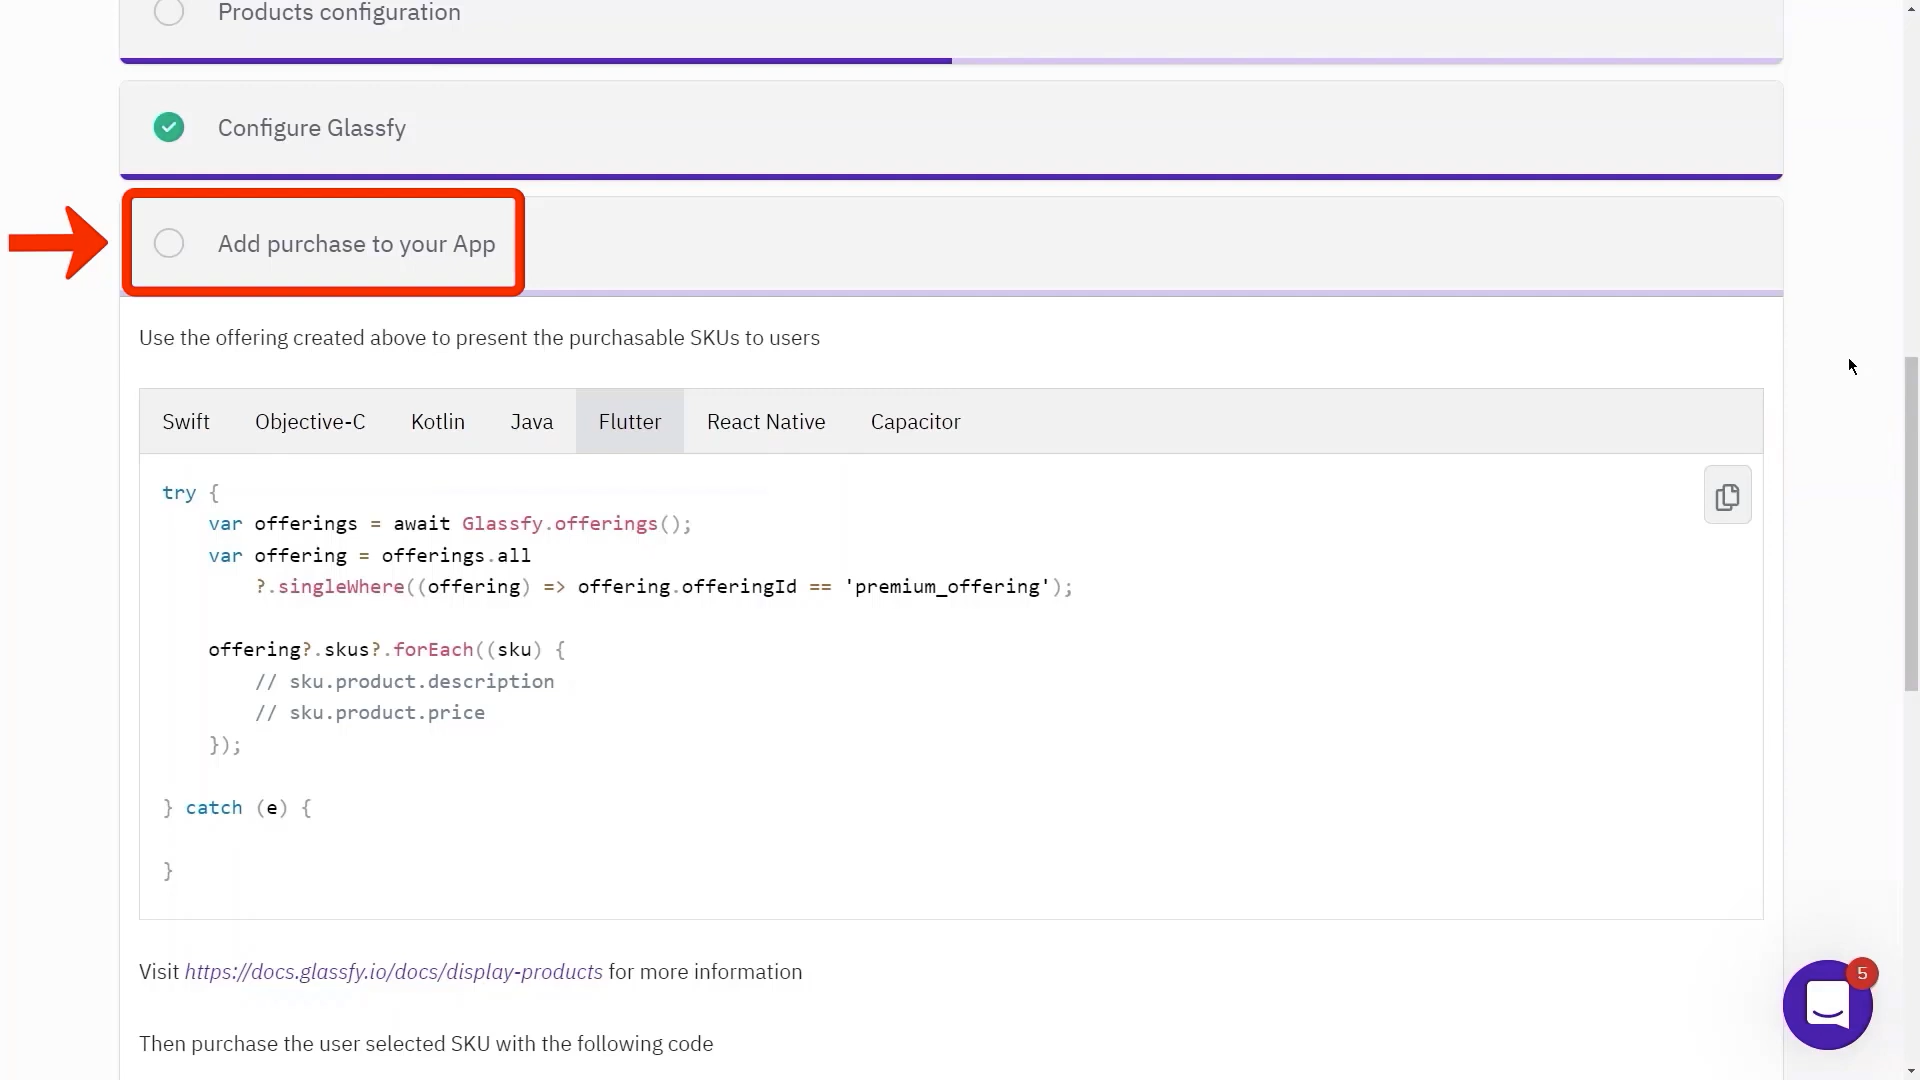 Products configuration
Configure Glassfy
Add purchase to your App
Use the offering created above to present the purchasable SKUs to users
Swift Objective-C Kotlin Java Flutter React Native Capacitor
try {
    var offerings = await Glassfy.offerings();
    var offering = offerings.all
        ?.singleWhere((offering) => offering.offeringId == 'premium_offering');
    offering?.skus?.forEach((sku) {
        // sku.product.description
        // sku.product.price
    });
} catch (e) {
}
Visit https://docs.glassfy.io/docs/display-products for more information
5
Then purchase the user selected SKU with the following code